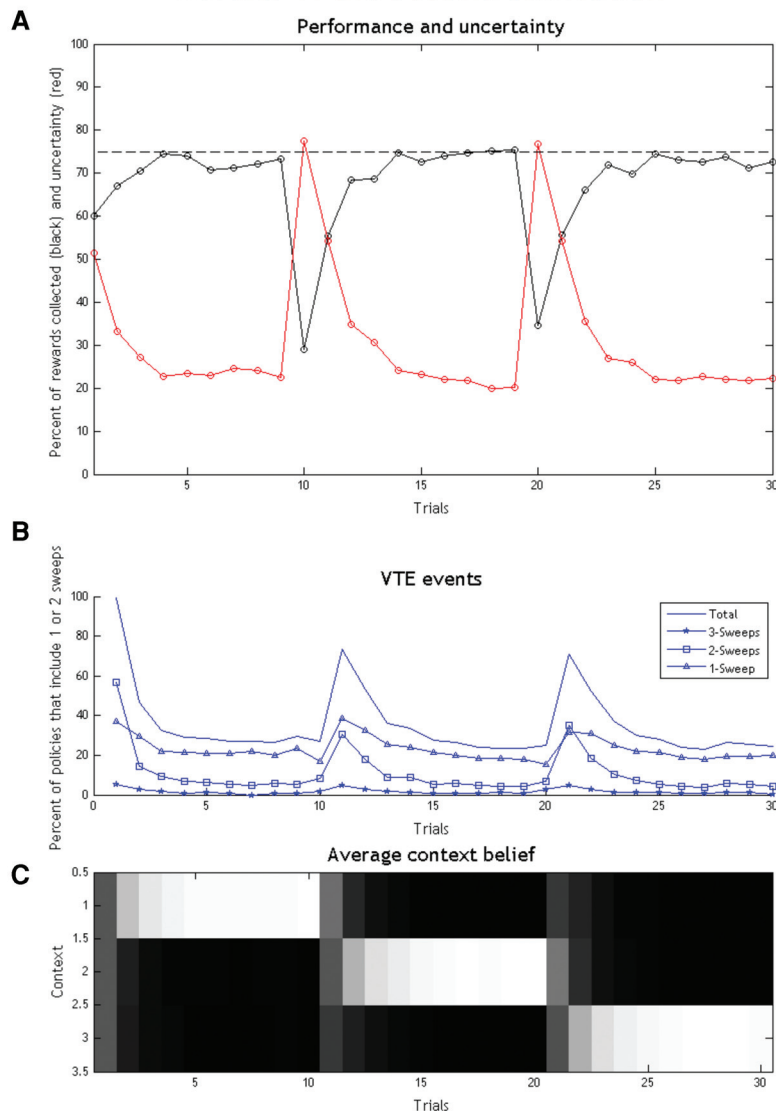 A
Performance and uncertainty
Percent of rewards collected (black) and uncertainty (red)
100
90
80
70
60
50
40
30
20
10
0
5
10
15
20
25
30
Trials
B
VTE events
Percent of policies that include 1 or 2 sweeps
100
80
60
40
20
0
0
5
10
15
20
25
30
Trials
Total
3-Sweeps
2-Sweeps
1-Sweep
C
Average context belief
Context
0.5
1
1.5
2
2.5
3
3.5
5
10
15
20
25
30
Trials